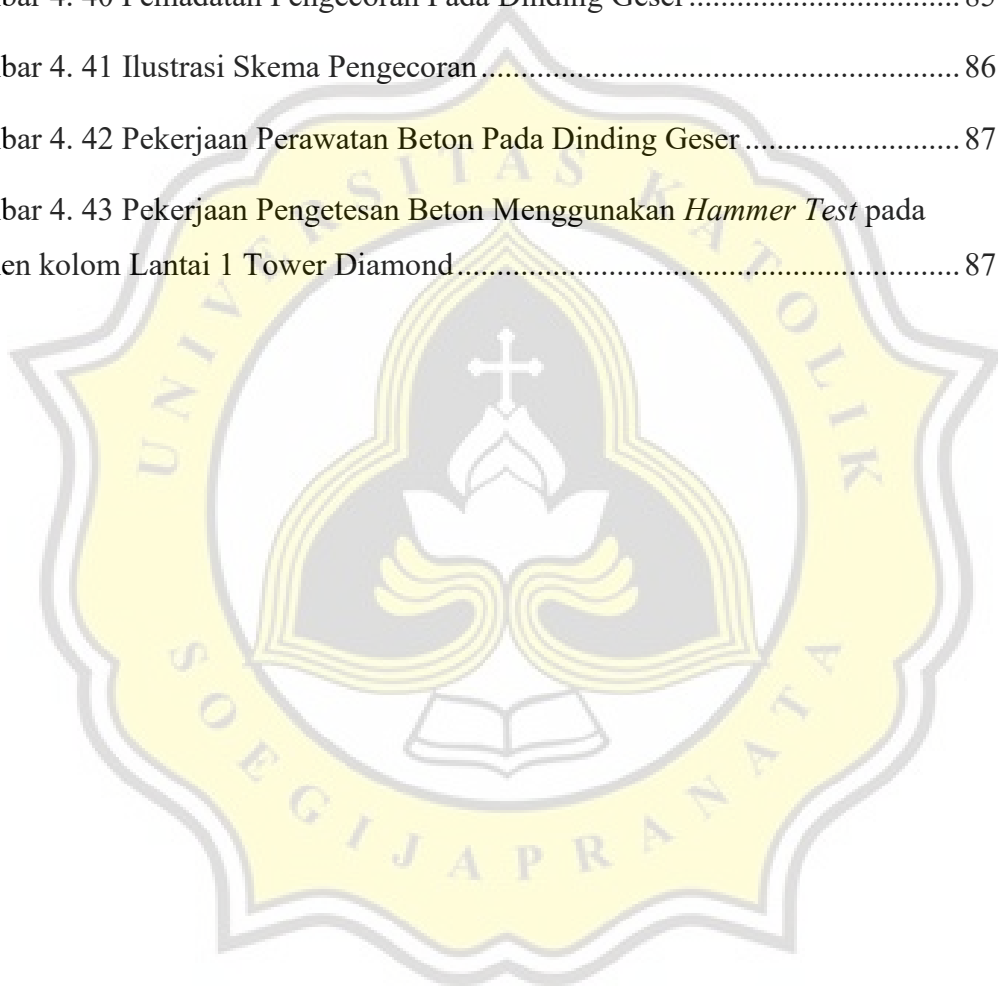 bar 4. 40 Pemadatan Pengecoran Pada Dinding Geser.................................. 85
bar 4. 41 Ilustrasi Skema Pengecoran............................................................ 86
bar 4. 42 Pekerjaan Perawatan Beton Pada Dinding Geser........................... 87
bar 4. 43 Pekerjaan Pengetesan Beton Menggunakan Hammer Test pada
en kolom Lantai 1 Tower Diamond............................................................... 87
UNIVERSITAS KATOLIK
SOEGIJAPRANATA